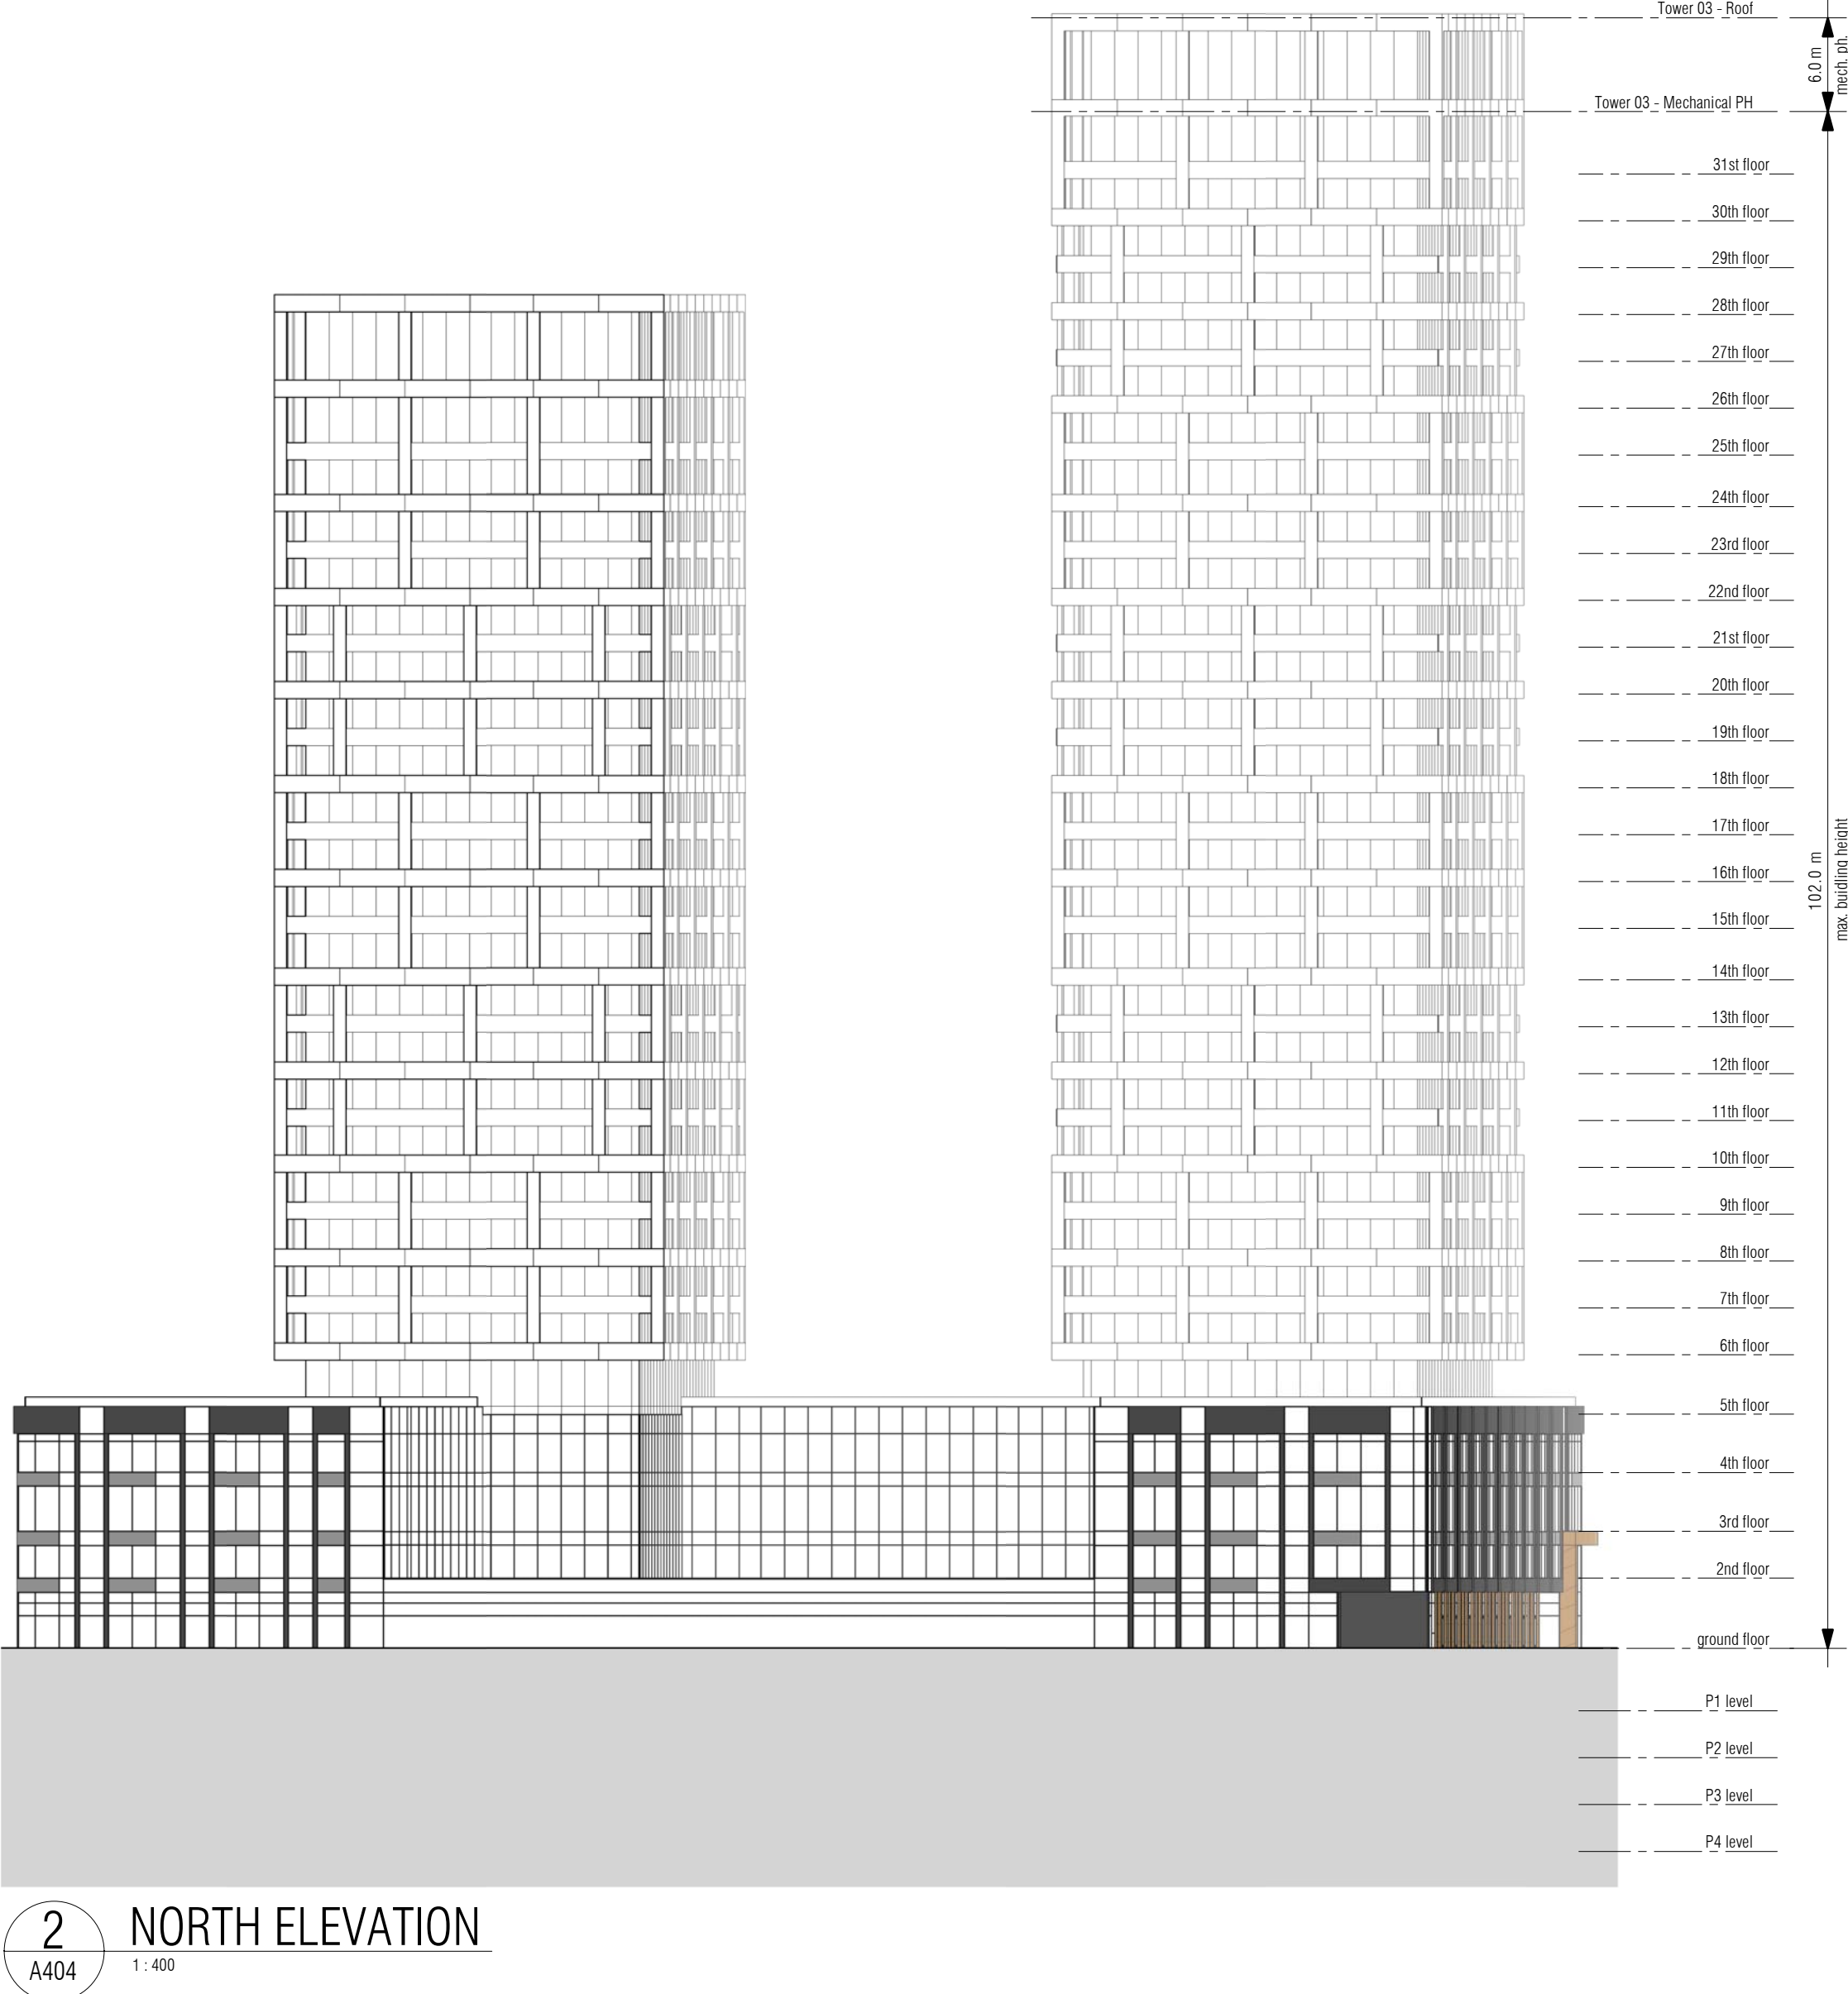 Tower 03 - Roof
6.0 m
mech. ph.
Tower 03 - Mechanical PH
31st floor
30th floor
29th floor
28th floor
27th floor
26th floor
25th floor
24th floor
23rd floor
22nd floor
21st floor
20th floor
19th floor
18th floor
17th floor
102.0 m
max. buidling height
16th floor
15th floor
14th floor
13th floor
12th floor
11th floor
10th floor
9th floor
8th floor
7th floor
6th floor
5th floor
4th floor
3rd floor
2nd floor
ground floor
P1 level
P2 level
P3 level
P4 level
2
A404
NORTH ELEVATION
1 : 400